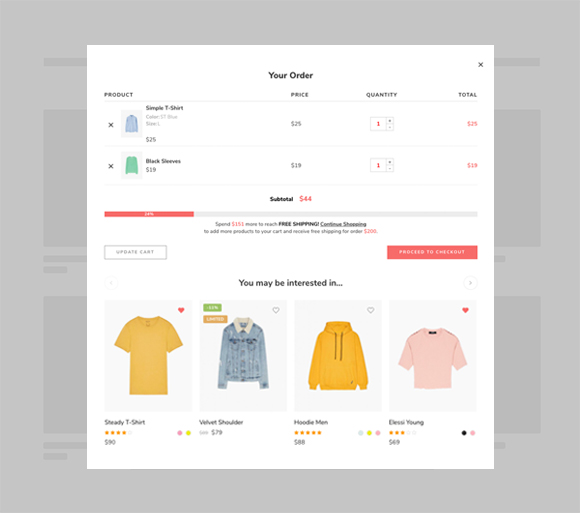 ×
Your Order
PRODUCT PRICE QUANTITY TOTAL
Simple T-Shirt
Color: ST Blue
Size: L
× $25 1 + - $25
$25
Black Sleeves
× $19 $19 1 + - $19
Subtotal $44
24%
Spend $151 more to reach FREE SHIPPING! Continue Shopping
to add more products to your cart and receive free shipping for order $200.
UPDATE CART PROCEED TO CHECKOUT
You may be interested in...
-11%
LIMITED
Steady T-Shirt Velvet Shoulder Hoodie Men Elessi Young
$79
$90 $88 $69